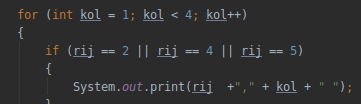 for (int kol = 1; kol < 4; kol++)
{
if (rij == 2 || rij == 4 || rij == 5)
{
System.out.print(rij  +"," + kol + " ");